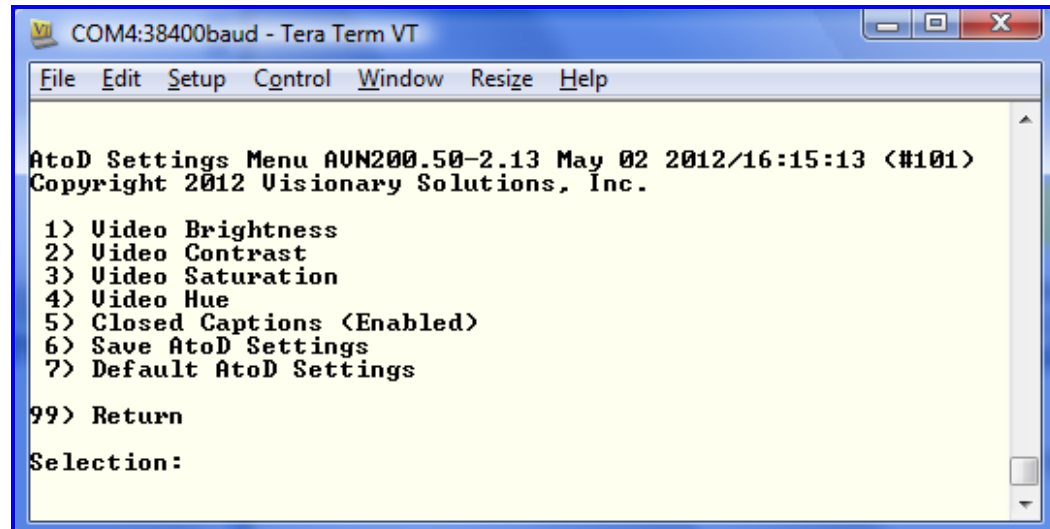 COM4:38400baud - Tera Term VT
File Edit Setup Control Window Resize Help
AtoD Settings Menu AVN200.50-2.13 May 02 2012/16:15:13 (#101)
Copyright 2012 Visionary Solutions, Inc.
1) Video Brightness
2) Video Contrast
3) Video Saturation
4) Video Hue
5) Closed Captions (Enabled)
6) Save AtoD Settings
7) Default AtoD Settings
99) Return
Selection: